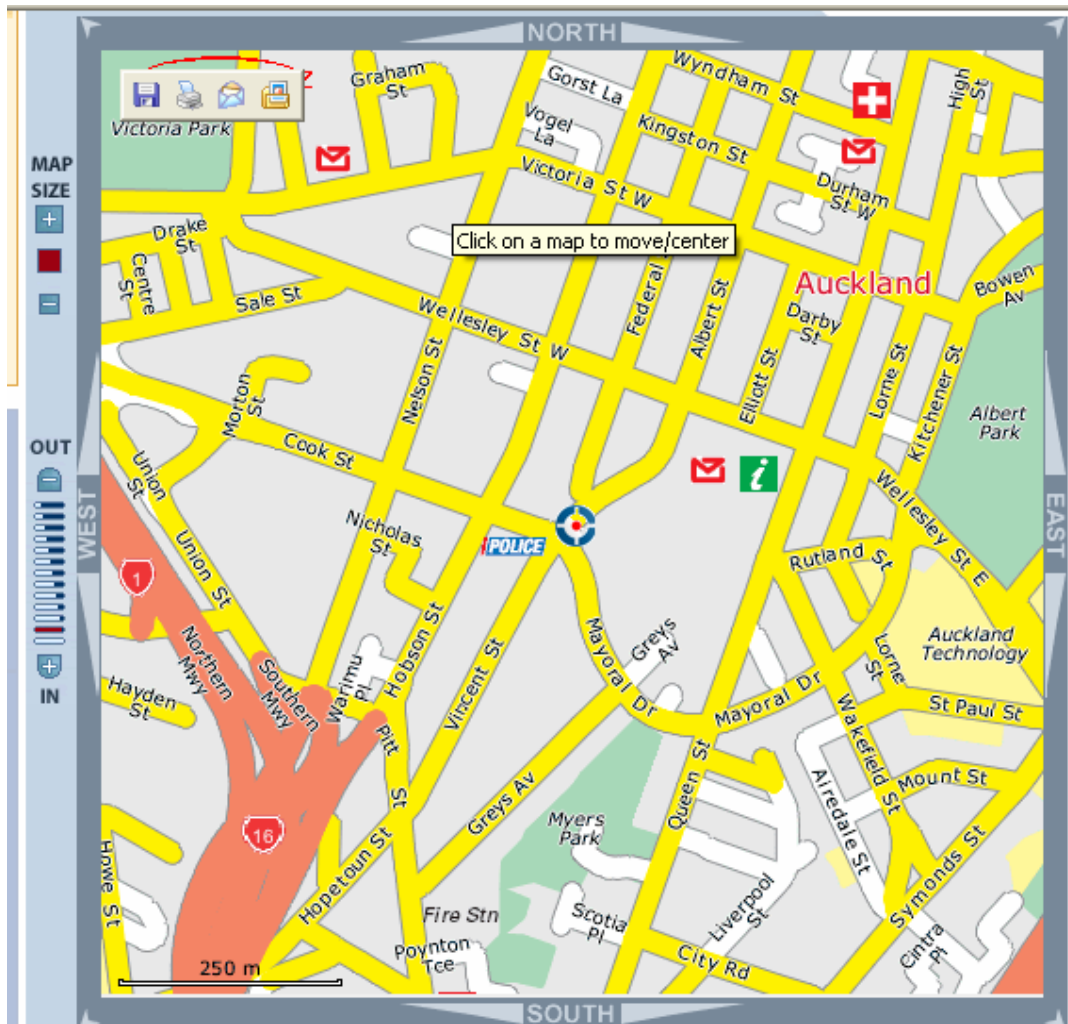 NORTH
MAP
SIZE
OUT
IN
WEST
EAST
Graham
St
Victoria Park
Gorst La
Vogel
La
Wyndham St
Kingston St
High
St
Victoria St W
Durham
St W
Drake
St
Centre
St
Sale St
Click on a map to move/center
Auckland
Bowen
Av
Federal
Albert St
Darby
St
Elliott St
Lorne St
Kitchener St
Wellesley St W
Nelson St
Morton
St
Cook St
Albert
Park
Union
St
Union St
Nicholas
St
POLICE
Wellesley St E
Rutland St
1
Northern
Mwy
Southern
Mwy
Warimu
Pl
Hobson St
Vincent St
Mayoral Dr
Greys
Av
Mayoral Dr
Lorne
St
Auckland
Technology
Hayden
St
St Paul St
Wakefield St
Pitt
St
Queen St
Mount St
Airedale St
Greys Av
Myers
Park
16
Hopetoun St
Howe St
Symonds St
Liverpool
St
Fire Stn
Scotia
Pl
Poynton
Tce
City Rd
Cintra
Pl
250 m
SOUTH